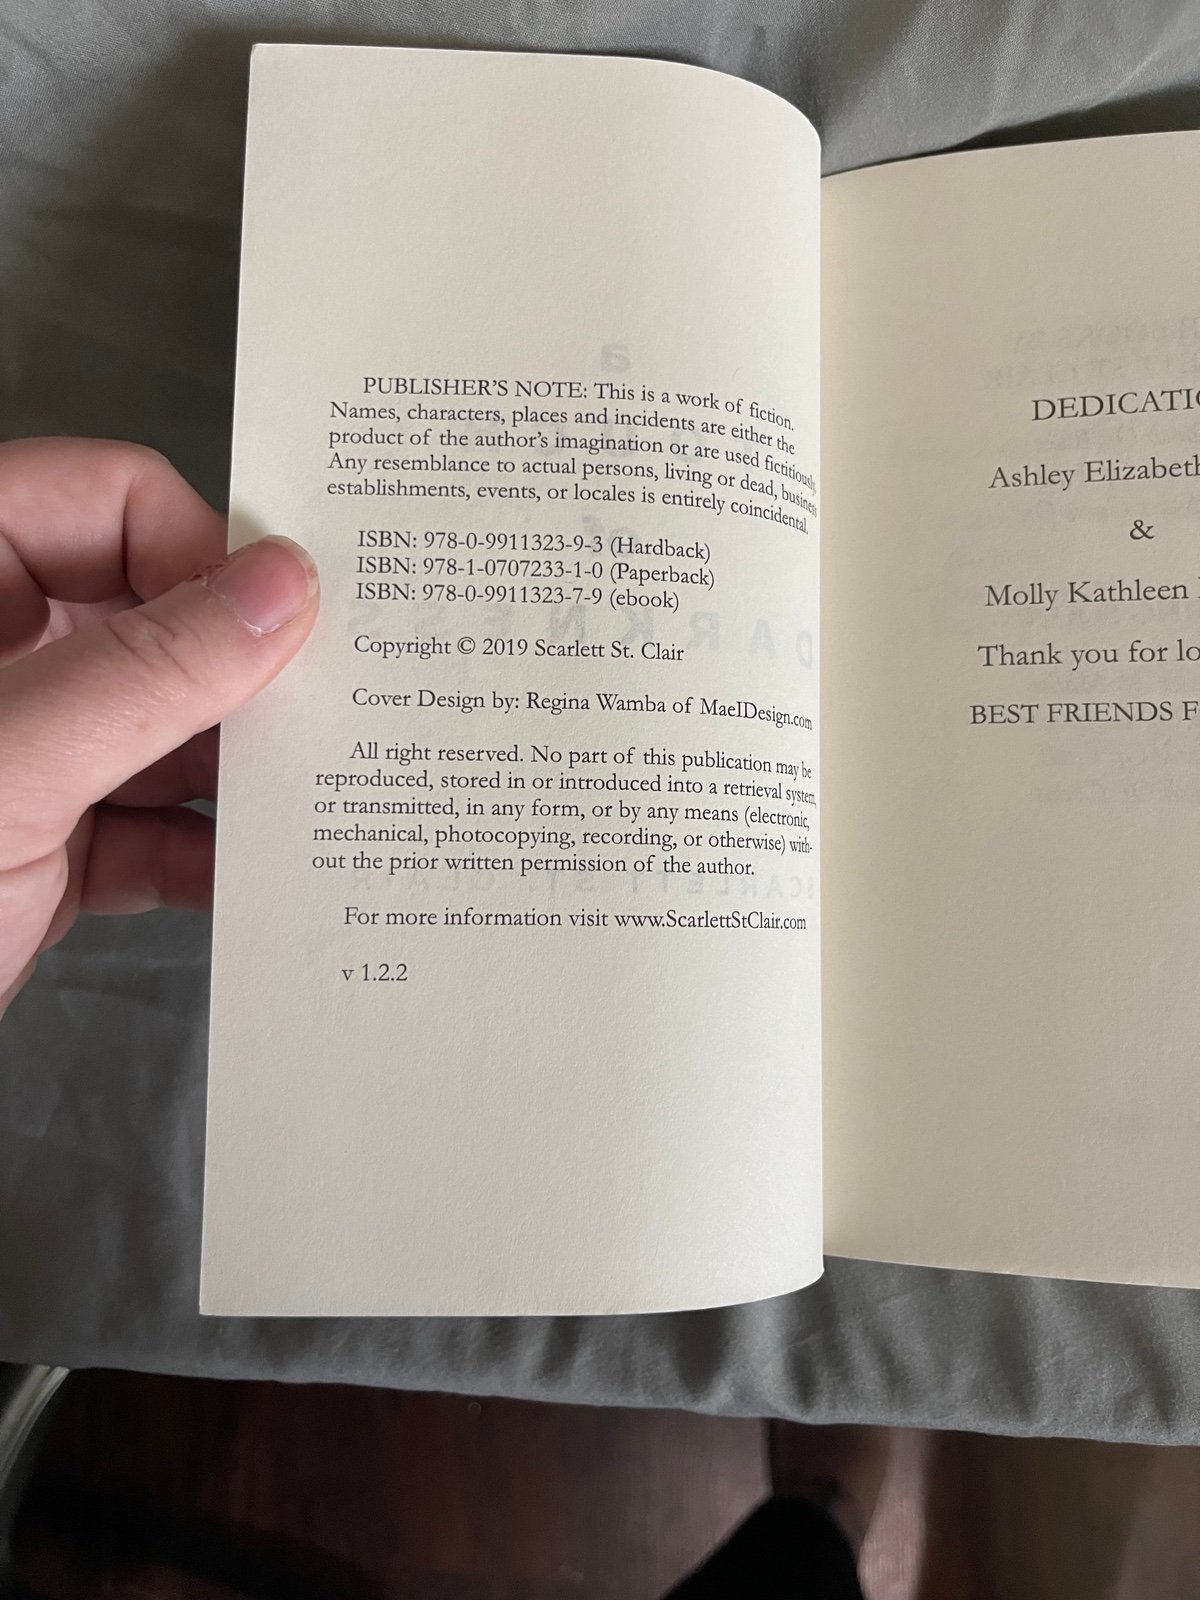 PUBLISHER'S NOTE: This is a work of fiction.
Names, characters, places and incidents are either the
product of the author's imagination or are used fictitiously.
Any resemblance to actual persons, living or dead, business
establishments, events, or locales is entirely coincidental.
ISBN: 978-0-9911323-9-3 (Hardback)
ISBN: 978-1-0707233-1-0 (Paperback)
ISBN: 978-0-9911323-7-9 (ebook)
Copyright © 2019 Scarlett St. Clair
Cover Design by: Regina Wamba of MaeIDesign.com
All right reserved. No part of this publication may be
reproduced, stored in or introduced into a retrieval system,
or transmitted, in any form, or by any means (electronic,
mechanical, photocopying, recording, or otherwise) with-
out the prior written permission of the author.
For more information visit www.ScarlettStClair.com
v 1.2.2
DEDICATIO
Ashley Elizabeth
&
Molly Kathleen
Thank you for lo
BEST FRIENDS F